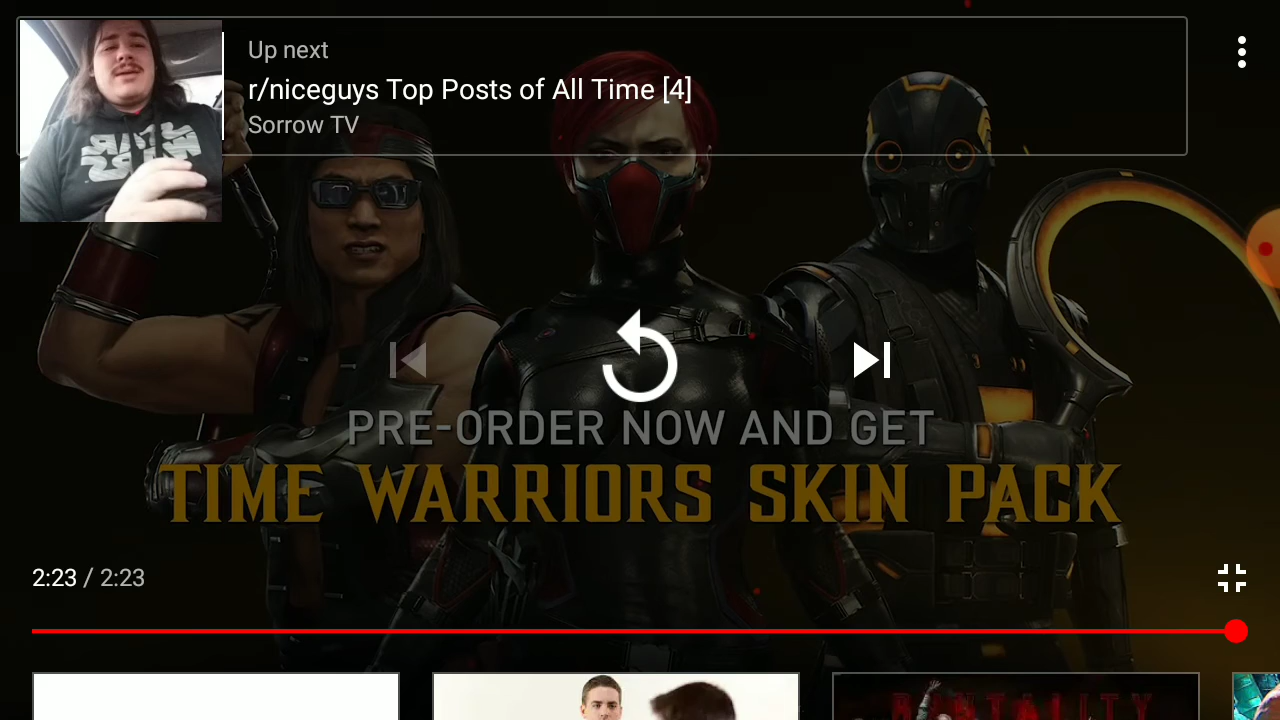 Up next
r/niceguys Top Posts of All Time [4]
Sorrow TV
PRE-ORDER NOW AND GET
TIME WARRIORS SKIN PACK
2:23 / 2:23
BRUTALITY